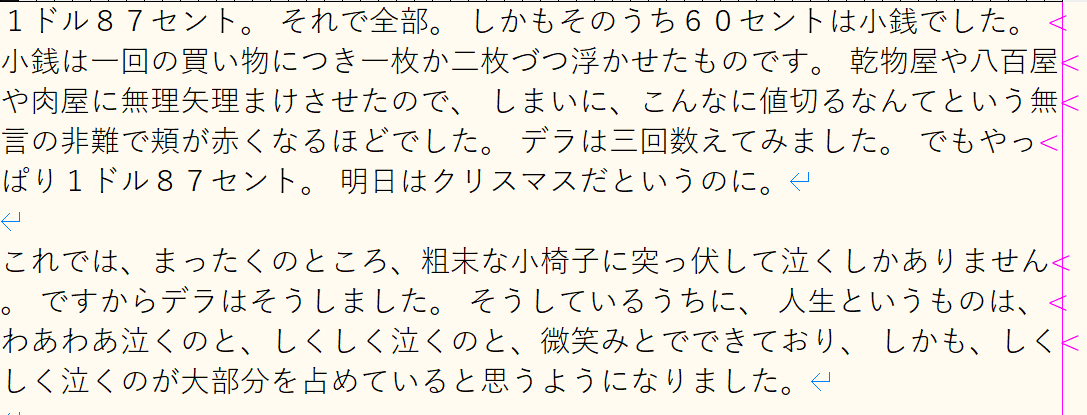 １ドル８７セント。 それで全部。 しかもそのうち６０セントは小銭でした。
小銭は一回の買い物につき一枚か二枚づつ浮かせたものです。 乾物屋や八百屋
や肉屋に無理矢理まけさせたので、 しまいに、こんなに値切るなんてという無
言の非難で頬が赤くなるほどでした。 デラは三回数えてみました。 でもやっ
ぱり１ドル８７セント。 明日はクリスマスだというのに。

これでは、まったくのところ、粗末な小椅子に突っ伏して泣くしかありません
。 ですからデラはそうしました。 そうしているうちに、 人生というものは、
わあわあ泣くのと、しくしく泣くのと、微笑みとでできており、 しかも、しく
しく泣くのが大部分を占めていると思うようになりました。